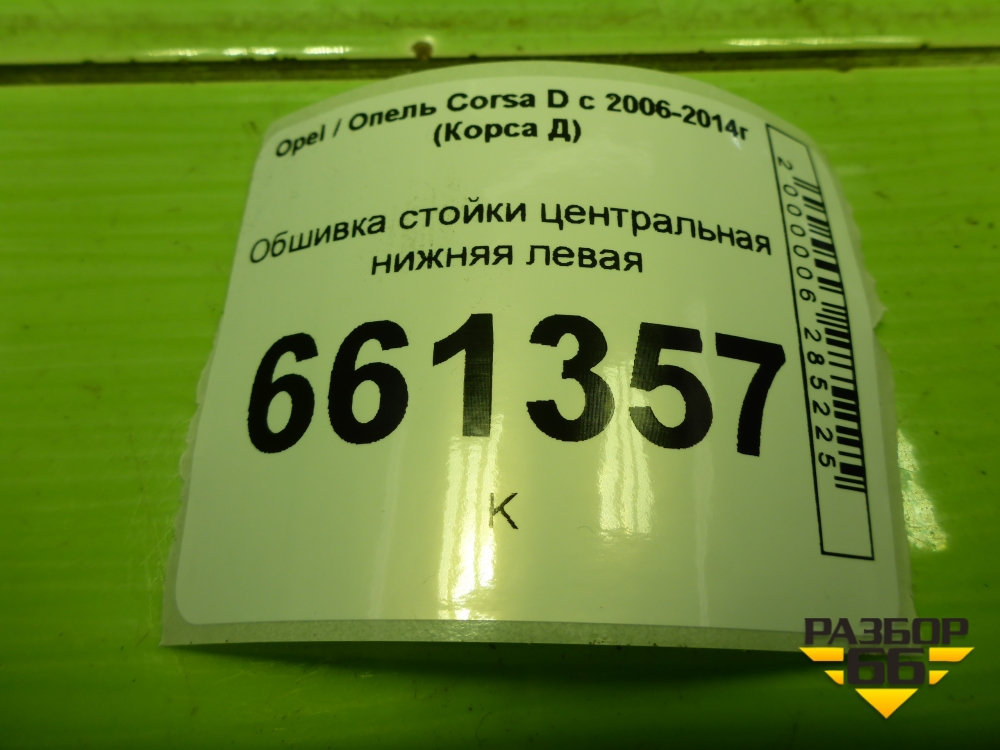 Opel / Опель Corsa D с 2006-2014г
(Корса Д)
Обшивка стойки центральная
нижняя левая
661357
К
2000006285225
РАЗБОР
66